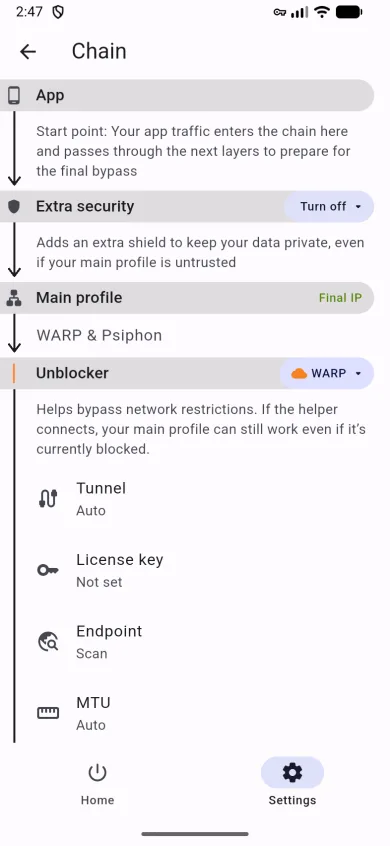 2:47
Chain
App
Start point: Your app traffic enters the chain here
and passes through the next layers to prepare for
the final bypass
Extra security
Turn off
Adds an extra shield to keep your data private, even
if your main profile is untrusted
Main profile
Final IP
WARP & Psiphon
Unblocker
WARP
Helps bypass network restrictions. If the helper
connects, your main profile can still work even if it's
currently blocked.
Tunnel
Auto
License key
Not set
Endpoint
Scan
MTU
Auto
Home
Settings